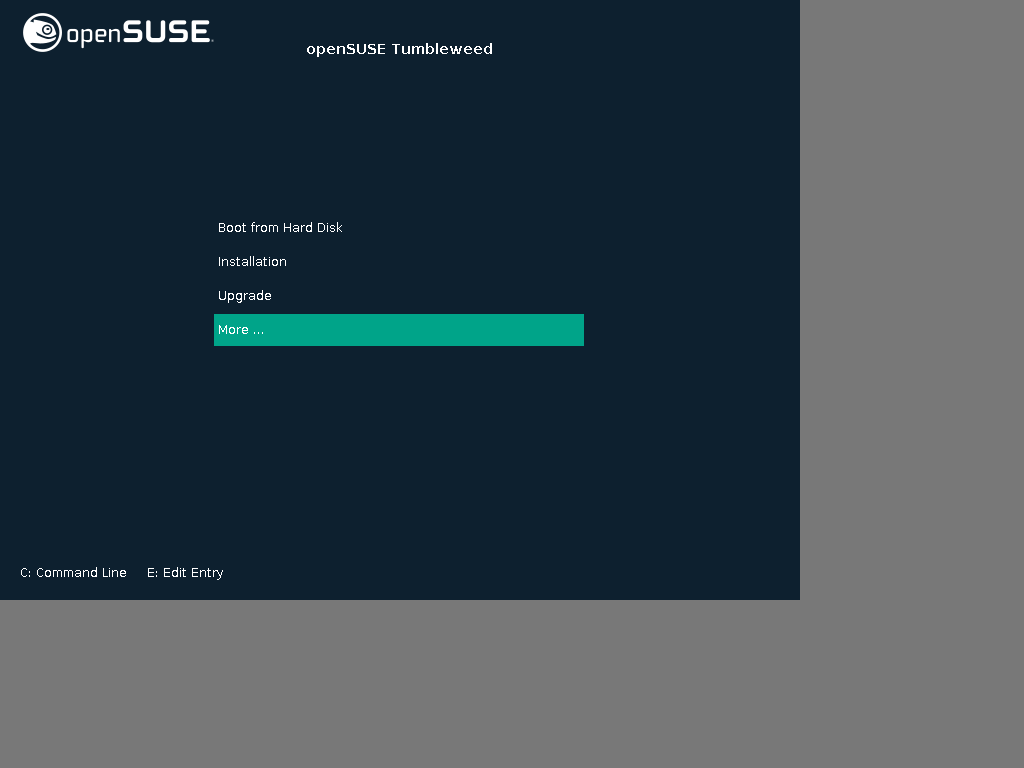 openSUSE.
openSUSE Tumbleweed
Boot from Hard Disk
Installation
Upgrade
More ...
C: Command Line E: Edit Entry